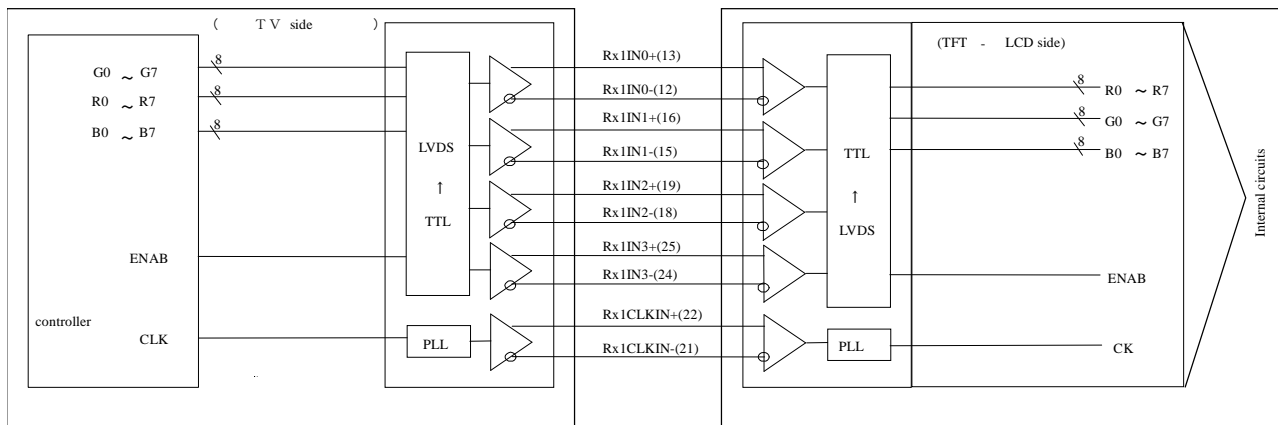 ( T V side )
controller
G0 ~ G7
8
R0 ~ R7
8
B0 ~ B7
8
ENAB
CLK
LVDS
↑
TTL
PLL
Rx1IN0+(13)
Rx1IN0-(12)
Rx1IN1+(16)
Rx1IN1-(15)
Rx1IN2+(19)
Rx1IN2-(18)
Rx1IN3+(25)
Rx1IN3-(24)
Rx1CLKIN+(22)
Rx1CLKIN-(21)
TTL
↑
LVDS
PLL
(TFT - LCD side)
8
R0 ~ R7
8
G0 ~ G7
8
B0 ~ B7
ENAB
CK
Internal circuits